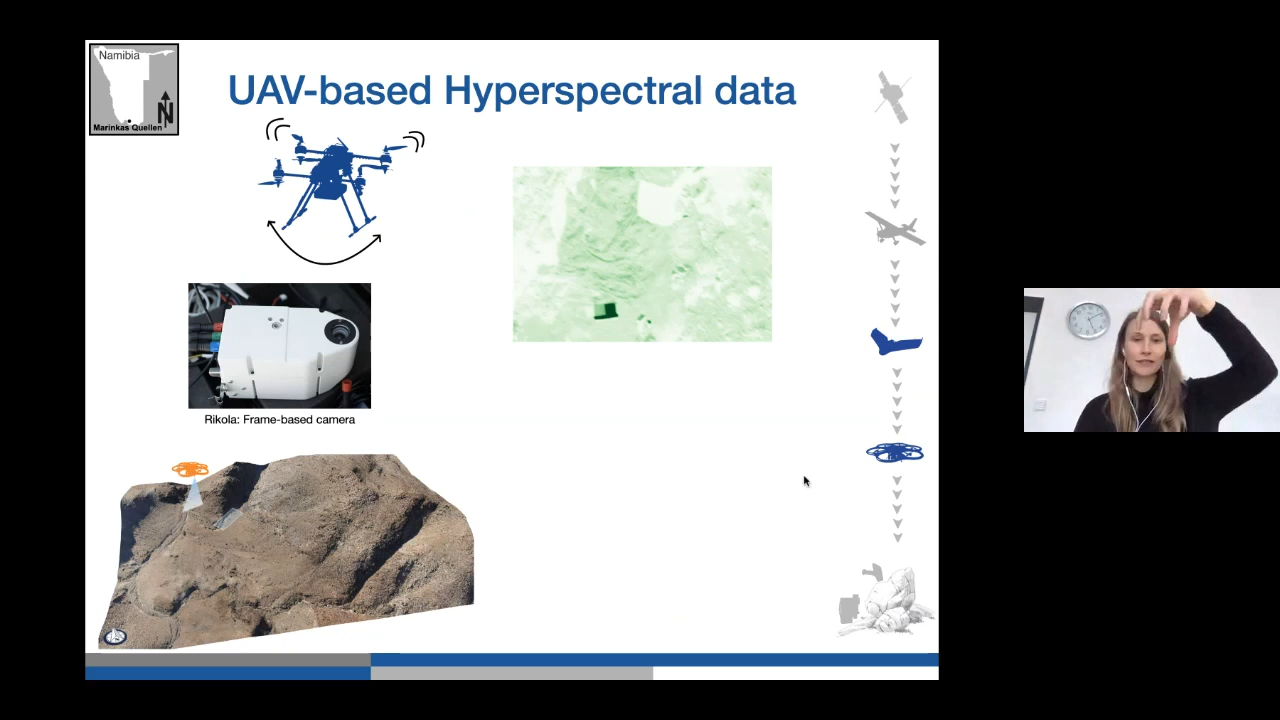 Namibia
N
Marinkas Quellen
UAV-based Hyperspectral data
Rikola: Frame-based camera